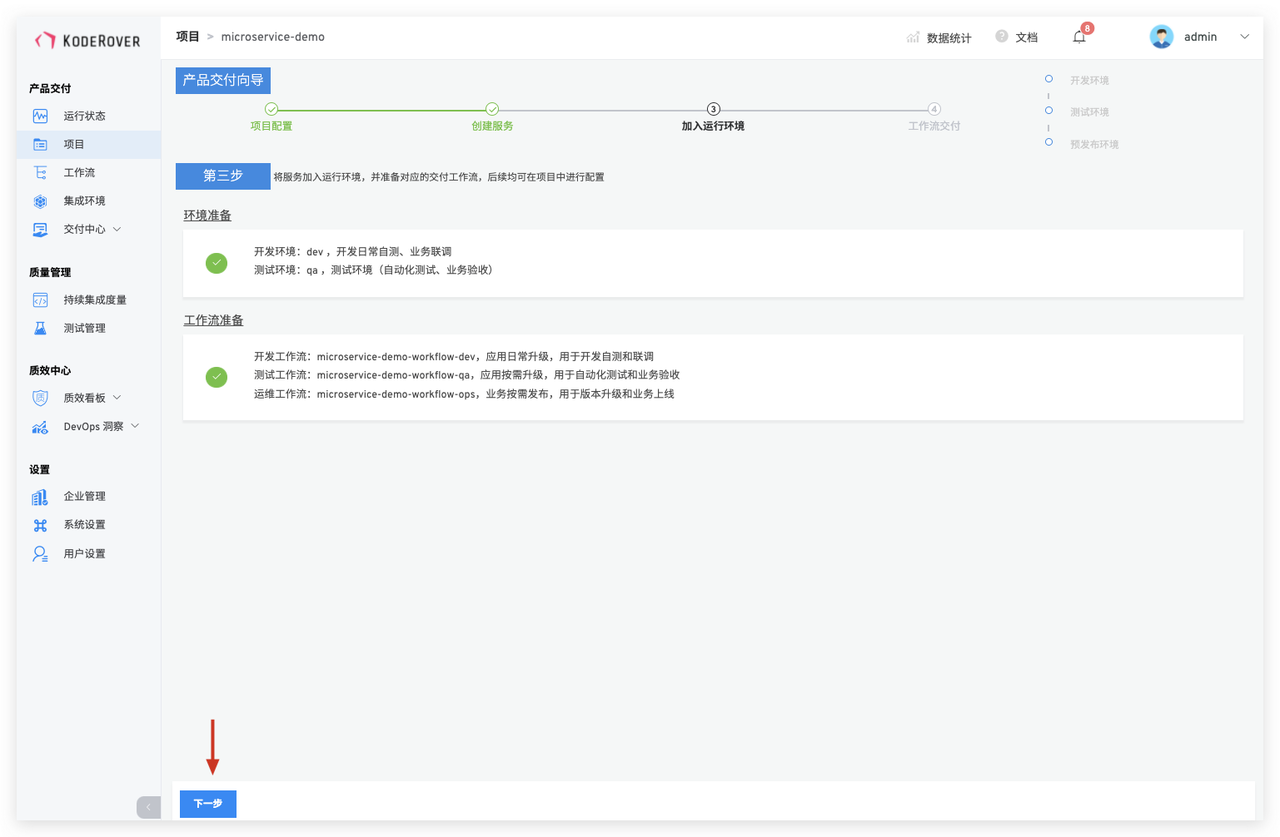 KODEROVER
项目 > microservice-demo
数据统计
文档
8
admin
产品交付
运行状态
项目
工作流
集成环境
交付中心
质量管理
持续集成度量
测试管理
质效中心
质效看板
DevOps 洞察
设置
企业管理
系统设置
用户设置
产品交付向导
3
4
项目配置
创建服务
加入运行环境
工作流交付
开发环境
测试环境
预发布环境
第三步
将服务加入运行环境，并准备对应的交付工作流，后续均可在项目中进行配置
环境准备
开发环境：dev ，开发日常自测、业务联调
测试环境：qa ，测试环境（自动化测试、业务验收）
工作流准备
开发工作流：microservice-demo-workflow-dev，应用日常升级，用于开发自测和联调
测试工作流：microservice-demo-workflow-qa，应用按需升级，用于自动化测试和业务验收
运维工作流：microservice-demo-workflow-ops，业务按需发布，用于版本升级和业务上线
下一步